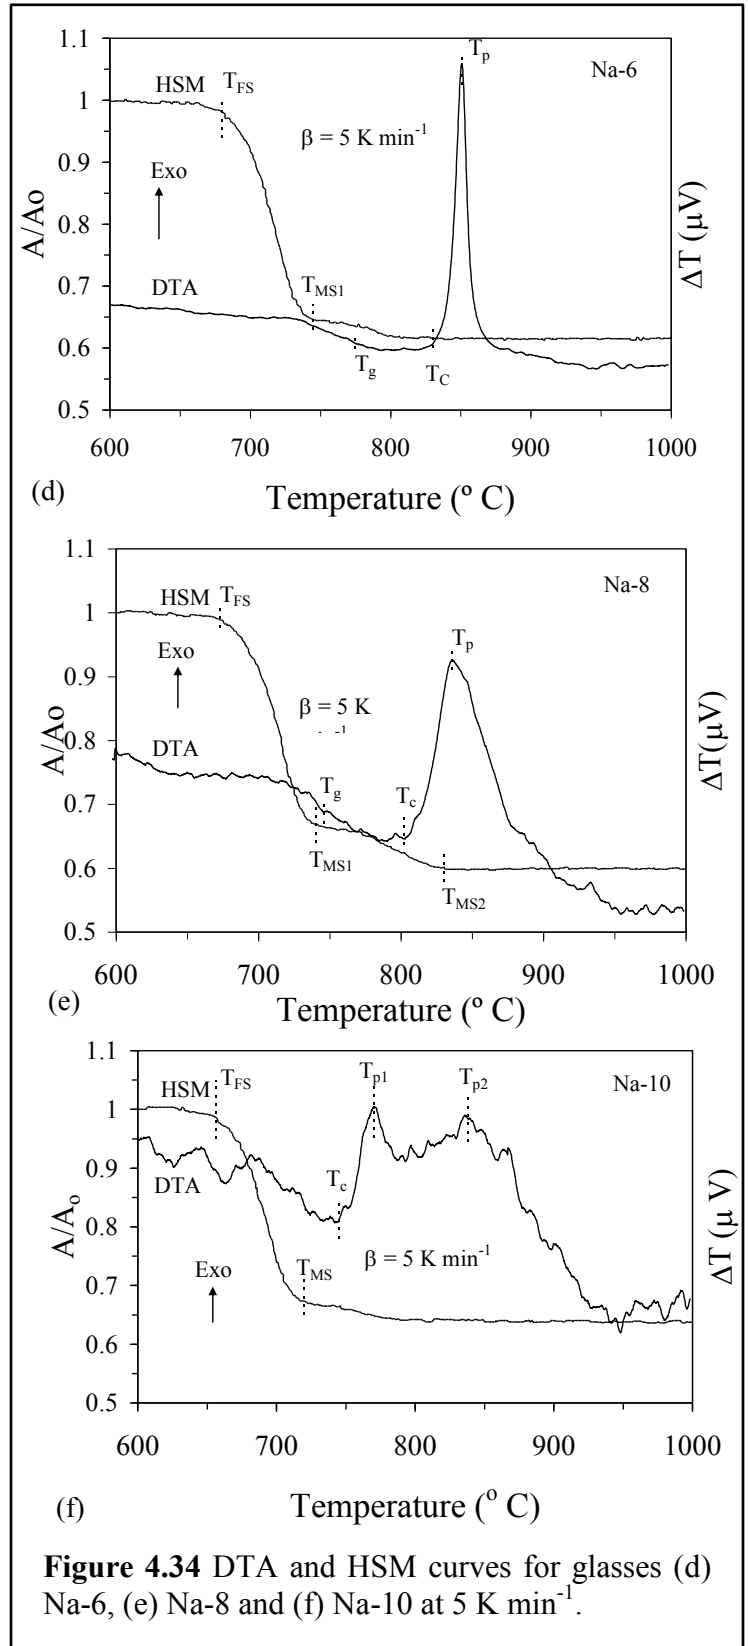 1.1
T_p
HSM
T_FS
Na-6
1
β = 5 K min⁻¹
0.9
Exo
A/Ao
0.8
ΔT (µV)
DTA
T_MS1
0.7
0.6
T_g
T_C
0.5
600 700 800 900 1000
(d)
Temperature (º C)
1.1
HSM T_FS
Na-8
1
T_p
Exo
0.9
β = 5 K
A/Ao
0.8
ΔT(µV)
DTA
T_g
T_c
0.7
T_MS1
0.6
T_MS2
0.5
600 700 800 900 1000
(e)
Temperature (º C)
1.1
T_FS
T_p1
T_p2
Na-10
HSM
1
0.9
DTA
T_c
A/A_o
0.8
ΔT (µ V)
T_MS
β = 5 K min⁻¹
Exo
0.7
0.6
0.5
600 700 800 900 1000
(f)
Temperature (° C)
Figure 4.34 DTA and HSM curves for glasses (d)
Na-6, (e) Na-8 and (f) Na-10 at 5 K min⁻¹.